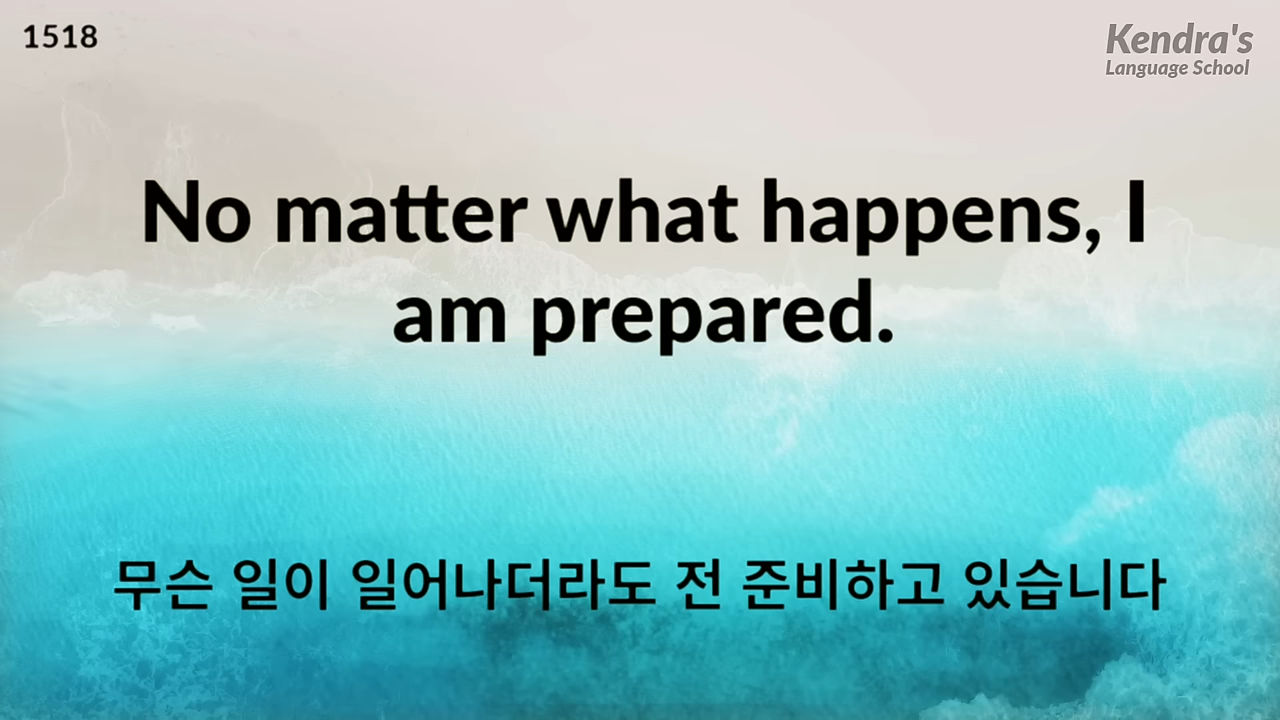 1518
Kendra's
Language School
No matter what happens, I
am prepared.
무슨 일이 일어나더라도 전 준비하고 있습니다